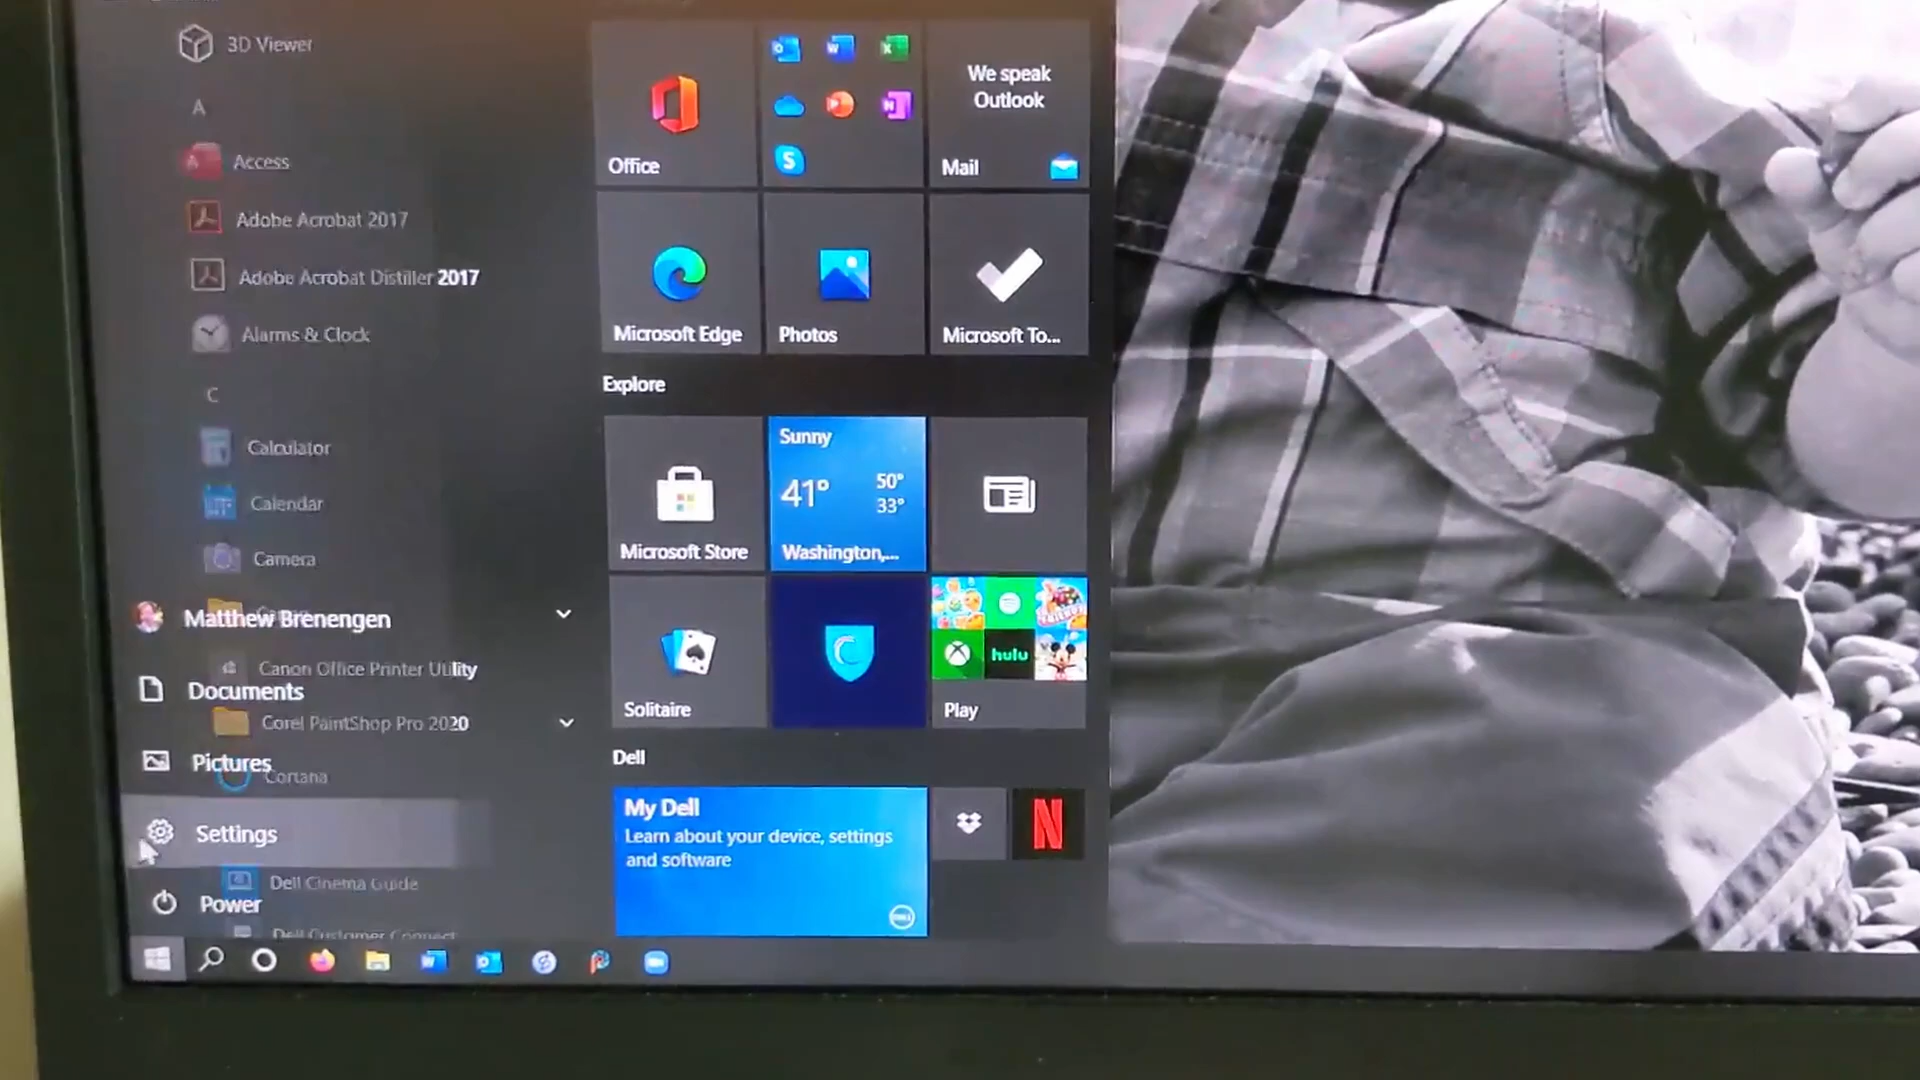 3D Viewer
A
Access
Adobe Acrobat 2017
Adobe Acrobat Distiller 2017
Alarms & Clock
C
Calculator
Calendar
Camera
Matthew Brenengen
Canon Office Printer Utility
Documents
Corel PaintShop Pro 2020
Pictures
Cortana
Settings
Dell Cinema Guide
Power
Dell Customer Connect
Office
We speak
Outlook
Mail
Microsoft Edge
Photos
Microsoft To...
Explore
Microsoft Store
Sunny
41° 50°
33°
Washington,...
Solitaire
hulu
Play
Dell
My Dell
Learn about your device, settings
and software